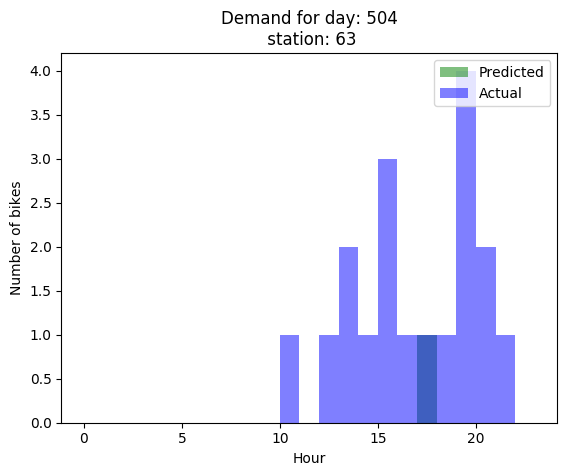 Demand for day: 504
station: 63
Predicted
Actual
4.0
3.5
3.0
2.5
2.0
1.5
1.0
0.5
0.0
Number of bikes
0 5 10 15 20
Hour